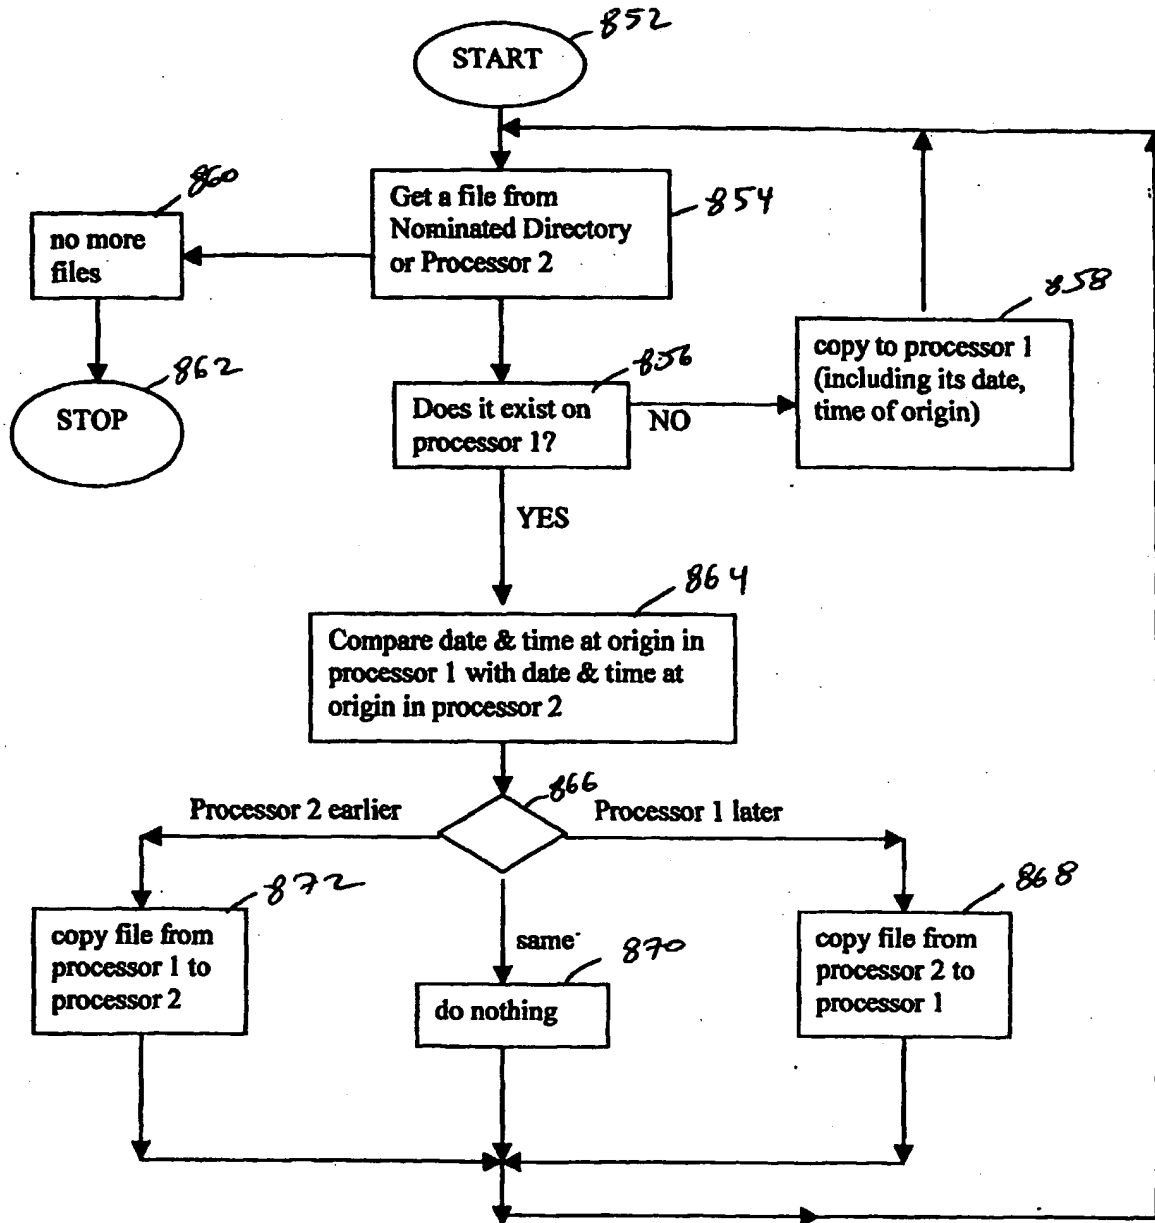 852
START
860
no more
files
Get a file from
Nominated Directory
or Processor 2
854
858
copy to processor 1
(including its date,
time of origin)
862
STOP
856
Does it exist on
processor 1?
NO
YES
864
Compare date & time at origin in
processor 1 with date & time at
origin in processor 2
866
Processor 2 earlier
Processor 1 later
872
copy file from
processor 1 to
processor 2
same
870
do nothing
868
copy file from
processor 2 to
processor 1